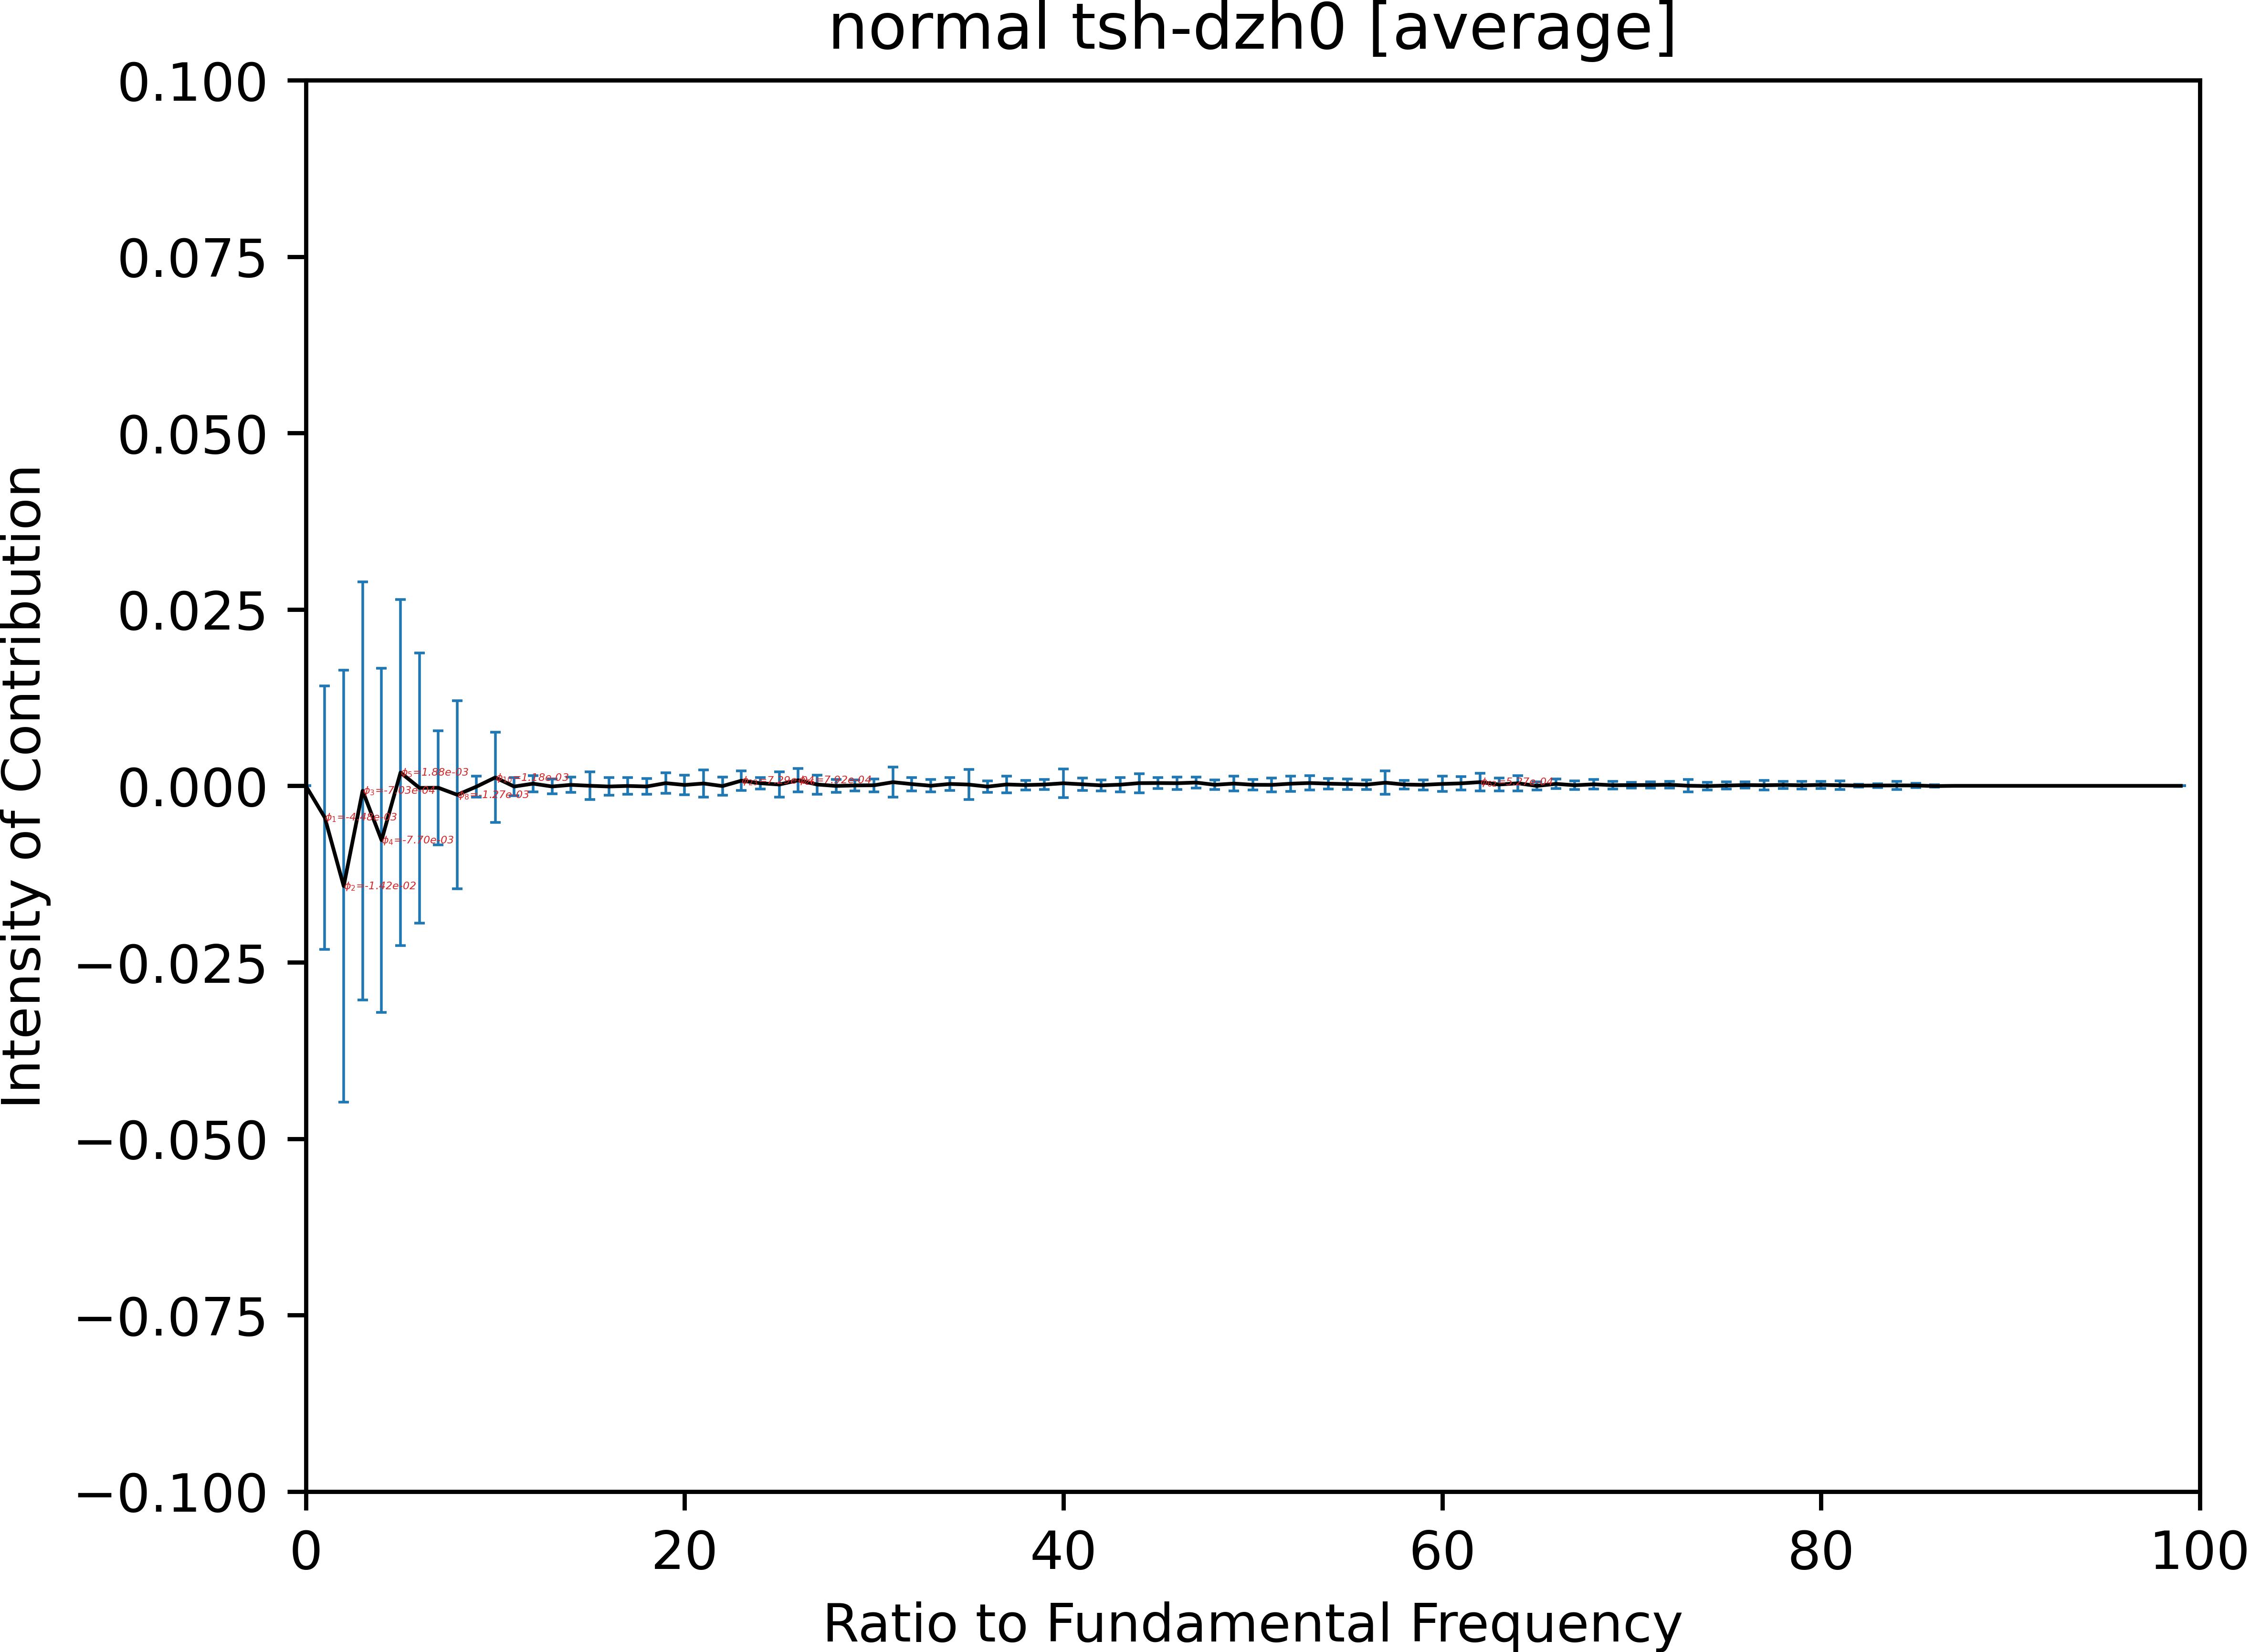 normal tsh-dzh0 [average]
0.100
0.075
0.050
0.025
0.000
−0.025
−0.050
−0.075
−0.100
Intensity of Contribution
ϕ1=-4.48e-03
ϕ2=-1.42e-02
ϕ3=-7.03e-04
ϕ4=-7.70e-03
ϕ5=1.88e-03
ϕ8=-1.27e-03
0 20 40 60 80 100
Ratio to Fundamental Frequency